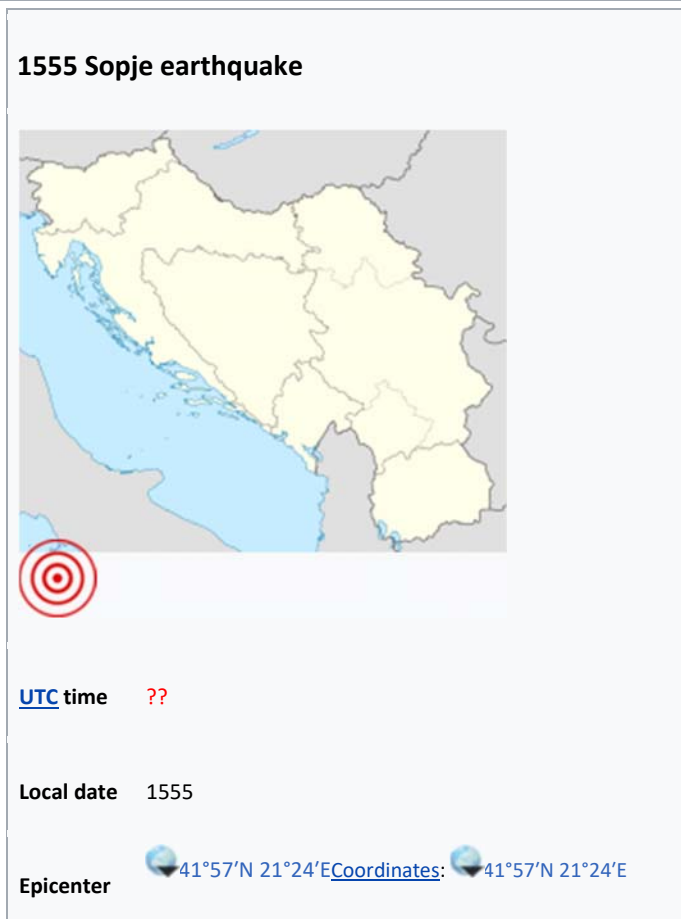 1555 Sopje earthquake
UTC time ??
Local date 1555
Epicenter 41°57′N 21°24′ECoordinates: 41°57′N 21°24′E